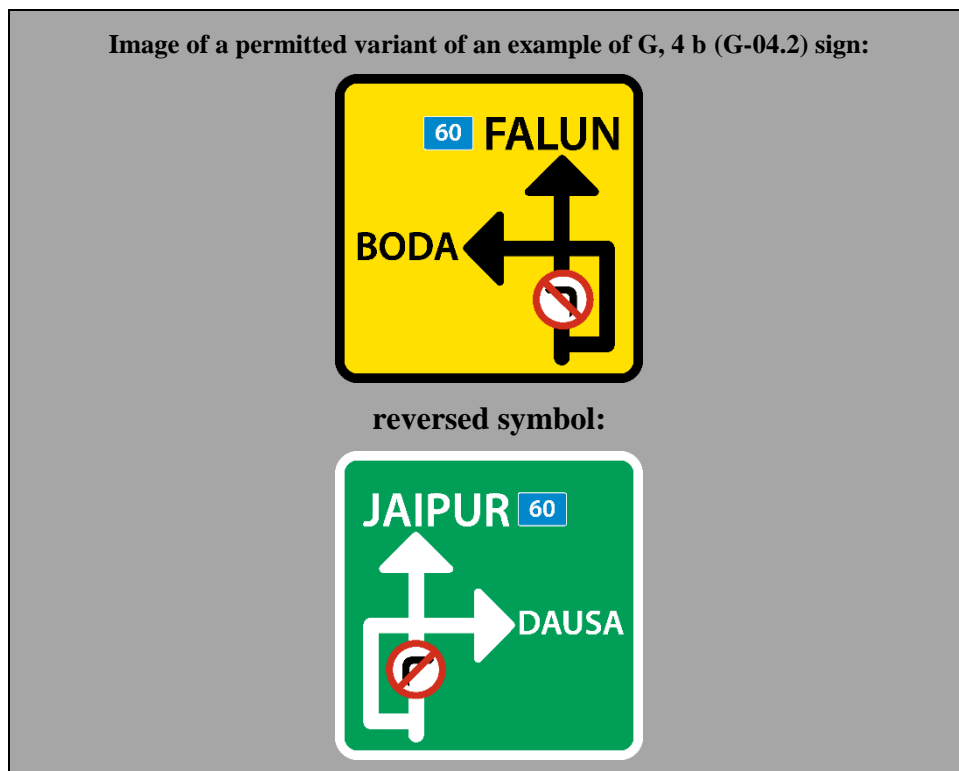 Image of a permitted variant of an example of G, 4 b (G-04.2) sign:
60 FALUN
BODA
reversed symbol:
JAIPUR 60
DAUSA